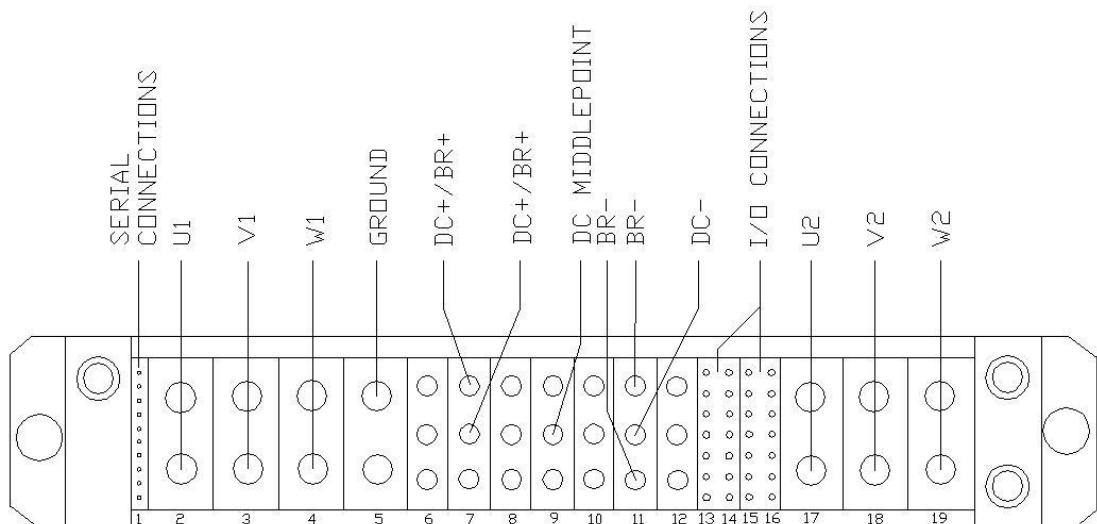 SERIAL
CONNECTIONS
U1
V1
W1
GROUND
DC+/BR+
DC+/BR+
DC MIDDLEPOINT
BR-
BR-
DC-
I/O CONNECTIONS
U2
V2
W2
1 2 3 4 5 6 7 8 9 10 11 12 13 14 15 16 17 18 19